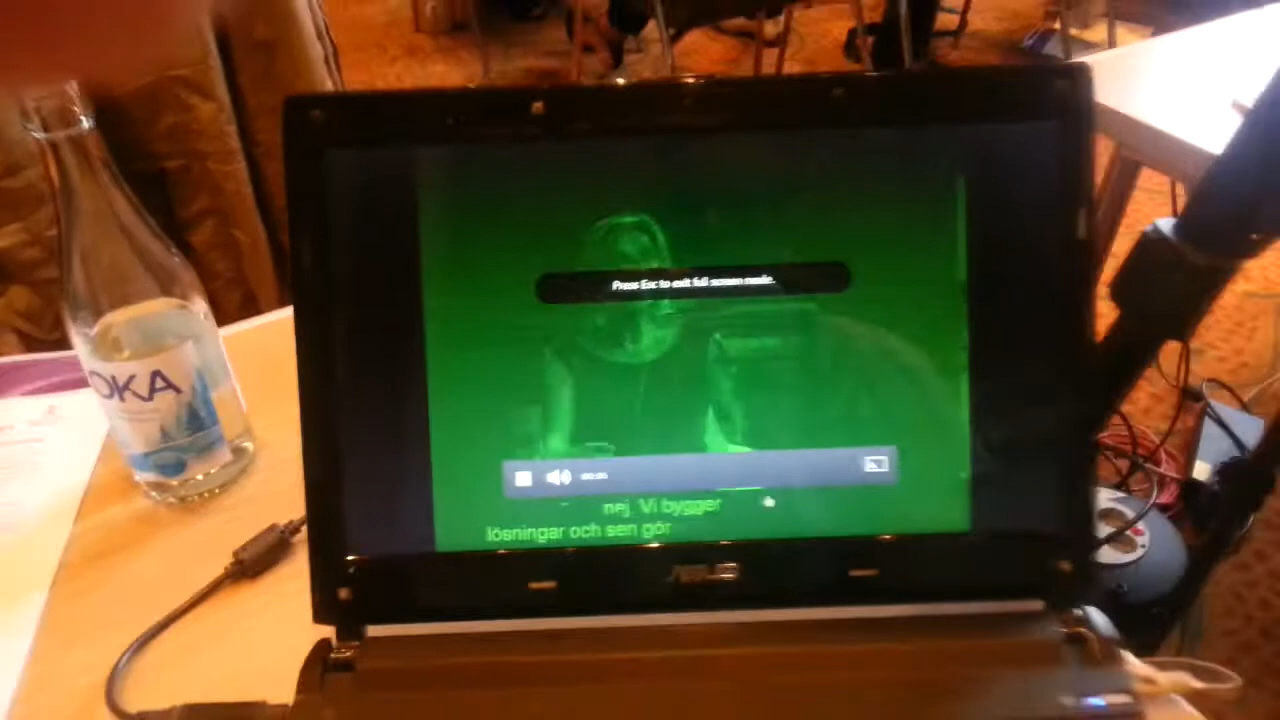 OKA
Press Esc to exit full screen mode.
nej. Vi bygger
lösningar och sen gör
ASUS